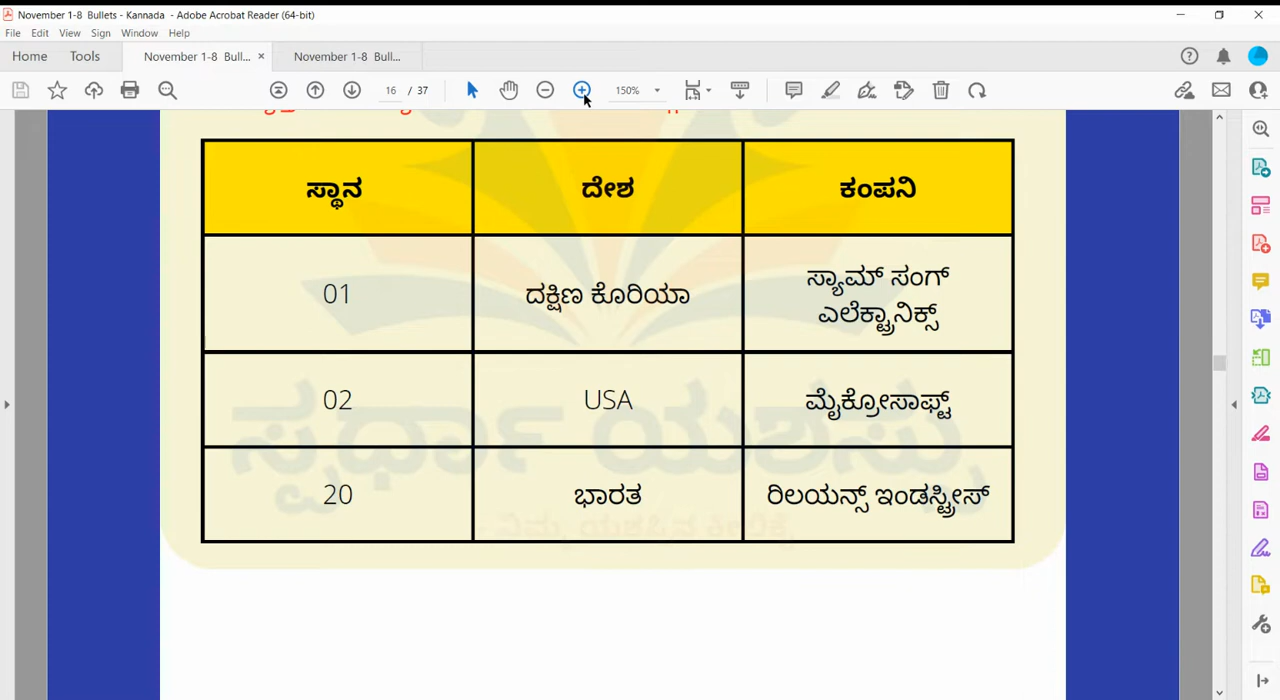 November 1-8 Bullets - Kannada - Adobe Acrobat Reader (64-bit)
File Edit View Sign Window Help
Home Tools November 1-8 Bull... × November 1-8 Bull...
16 / 37 150%
ಸ್ಥಾನ ದೇಶ ಕಂಪನಿ
01 ದಕ್ಷಿಣ ಕೊರಿಯಾ ಸ್ಯಾಮ್ ಸಂಗ್
ಎಲೆಕ್ಟ್ರಾನಿಕ್ಸ್
02 USA ಮೈಕ್ರೋಸಾಫ್ಟ್
20 ಭಾರತ ರಿಲಯನ್ಸ್ ಇಂಡಸ್ಟ್ರೀಸ್
ಸ್ಪರ್ಧಾ ಯಶಸ್ಸು